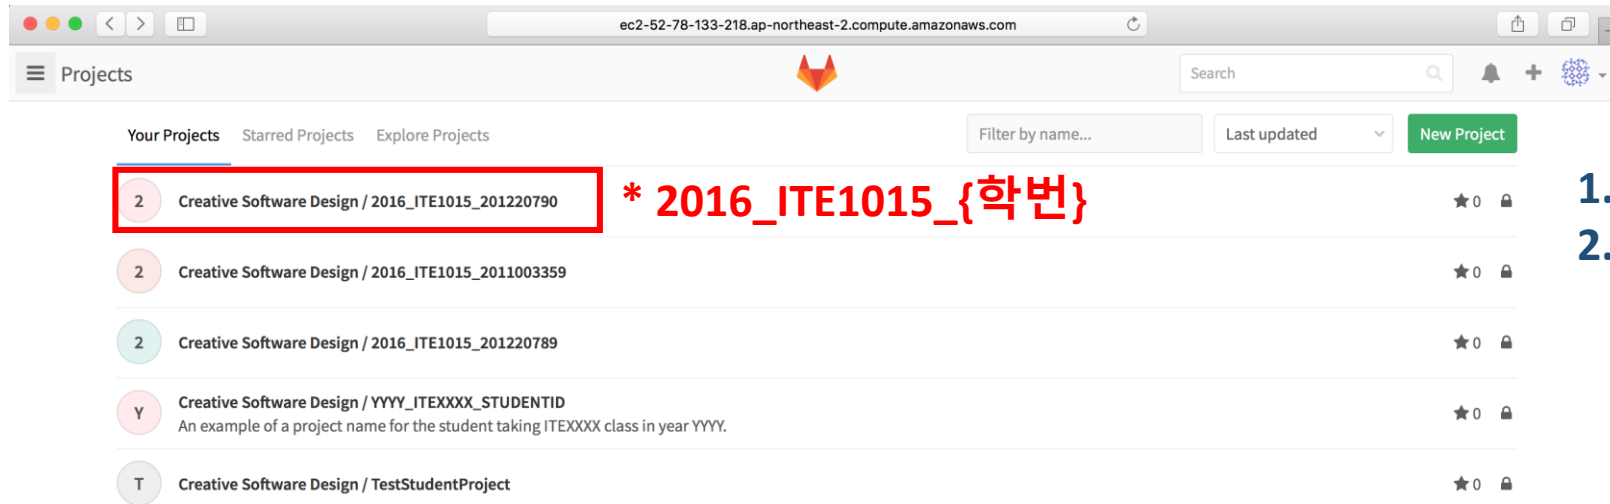 ec2-52-78-133-218.ap-northeast-2.compute.amazonaws.com
Projects
Search
Your Projects Starred Projects Explore Projects
Filter by name...
Last updated
New Project
2
Creative Software Design / 2016_ITE1015_201220790
* 2016_ITE1015_{학번}
0
1.
2.
2
Creative Software Design / 2016_ITE1015_2011003359
0
2
Creative Software Design / 2016_ITE1015_201220789
0
Y
Creative Software Design / YYYY_ITEXXXX_STUDENTID
An example of a project name for the student taking ITEXXXX class in year YYYY.
0
T
Creative Software Design / TestStudentProject
0